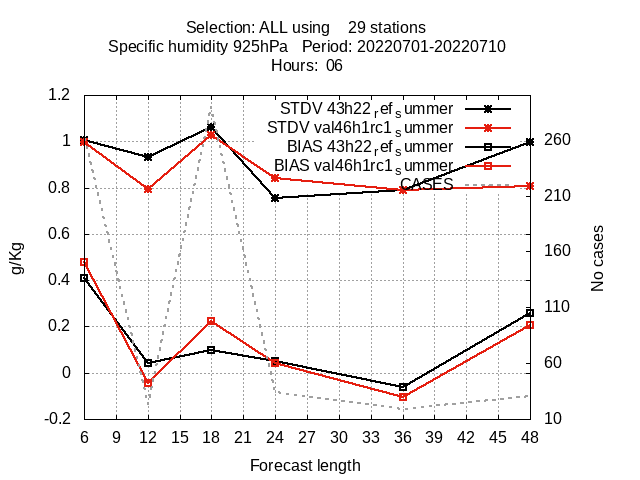 Selection: ALL using    29 stations
Specific humidity 925hPa   Period: 20220701-20220710
Hours:  06
STDV 43h22_ref_summer
STDV val46h1rc1_summer
BIAS 43h22_ref_summer
BIAS val46h1rc1_summer
CASES
1.2
1
0.8
0.6
0.4
0.2
0
-0.2
g/Kg
260
210
160
110
60
10
No cases
6 9 12 15 18 21 24 27 30 33 36 39 42 45 48
Forecast length